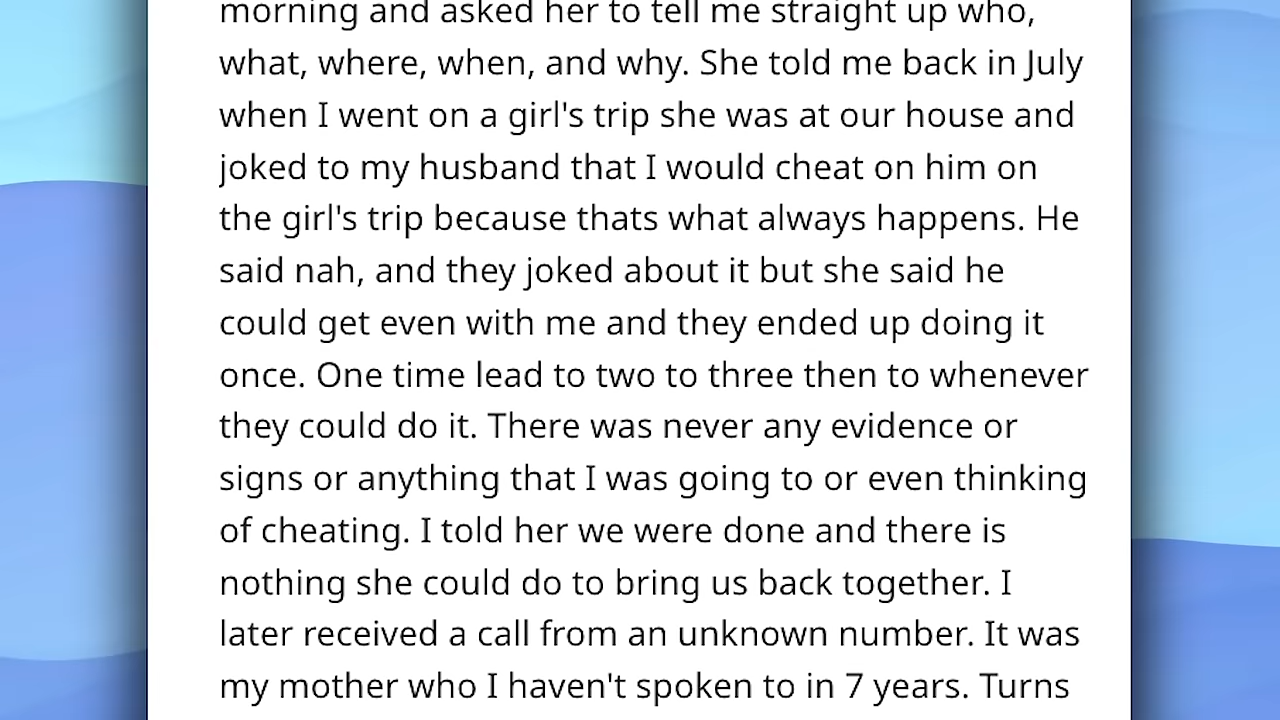 morning and asked her to tell me straight up who,
what, where, when, and why. She told me back in July
when I went on a girl's trip she was at our house and
joked to my husband that I would cheat on him on
the girl's trip because thats what always happens. He
said nah, and they joked about it but she said he
could get even with me and they ended up doing it
once. One time lead to two to three then to whenever
they could do it. There was never any evidence or
signs or anything that I was going to or even thinking
of cheating. I told her we were done and there is
nothing she could do to bring us back together. I
later received a call from an unknown number. It was
my mother who I haven't spoken to in 7 years. Turns